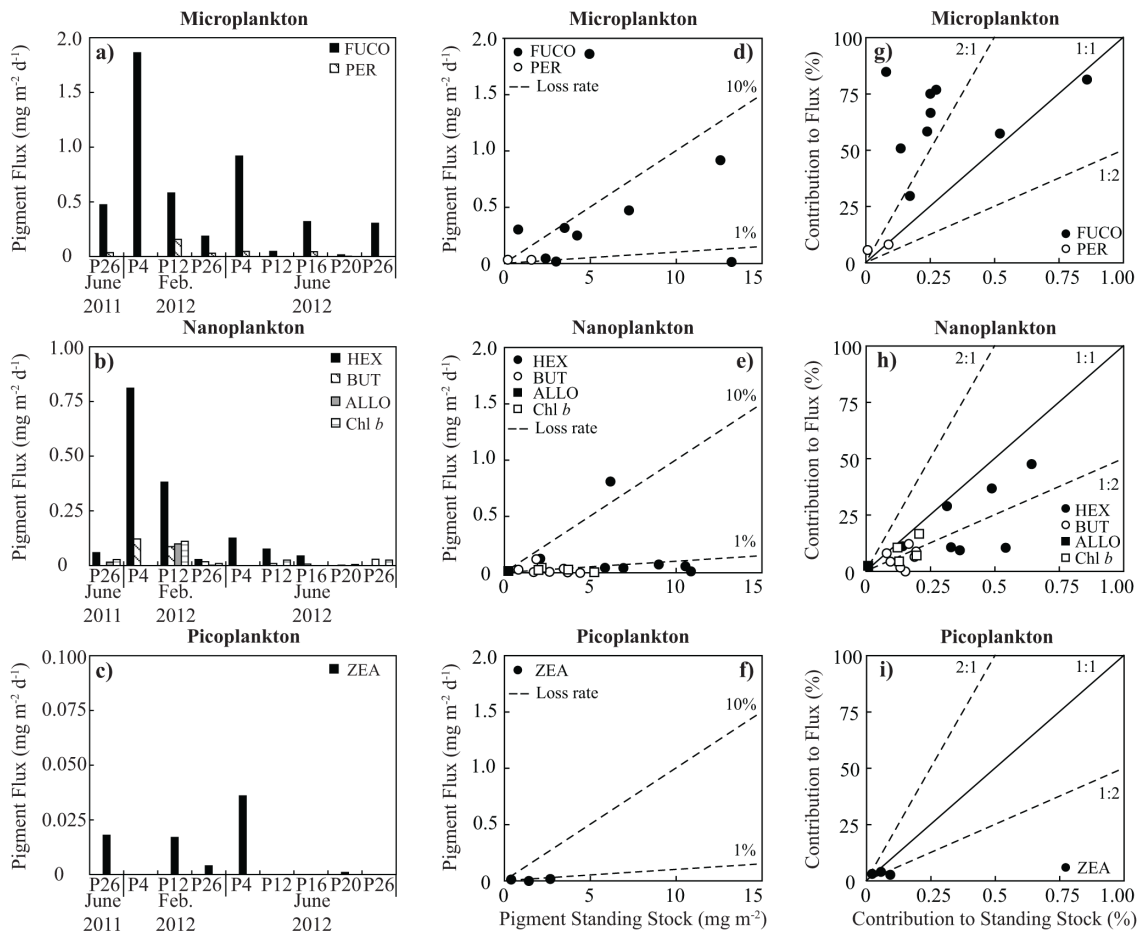 Microplankton
a)
FUCO
PER
Pigment Flux (mg m-2 d-1)
2.0
1.5
1.0
0.5
0
P26 P4 P12 P26 P4 P12 P16 P20 P26
June Feb. June
2011 2012 2012
Microplankton
d)
FUCO
PER
Loss rate
10%
1%
Pigment Flux (mg m-2 d-1)
2.0
1.5
1.0
0.5
0
0 5 10 15
Microplankton
g)
2:1
1:1
1:2
FUCO
PER
Contribution to Flux (%)
100
75
50
25
0
0 0.25 0.50 0.75 1.00
Nanoplankton
b)
HEX
BUT
ALLO
Chl b
Pigment Flux (mg m-2 d-1)
1.00
0.75
0.50
0.25
0
P26 P4 P12 P26 P4 P12 P16 P20 P26
June Feb. June
2011 2012 2012
Nanoplankton
e)
HEX
BUT
ALLO
Chl b
Loss rate
10%
1%
Pigment Flux (mg m-2 d-1)
2.0
1.5
1.0
0.5
0
0 5 10 15
Nanoplankton
h)
2:1
1:1
1:2
HEX
BUT
ALLO
Chl b
Contribution to Flux (%)
100
75
50
25
0
0 0.25 0.50 0.75 1.00
Picoplankton
c)
ZEA
Pigment Flux (mg m-2 d-1)
0.100
0.075
0.050
0.025
0
P26 P4 P12 P26 P4 P12 P16 P20 P26
June Feb. June
2011 2012 2012
Picoplankton
f)
ZEA
Loss rate
10%
1%
Pigment Flux (mg m-2 d-1)
2.0
1.5
1.0
0.5
0
0 5 10 15
Pigment Standing Stock (mg m-2)
Picoplankton
i)
2:1
1:1
1:2
ZEA
Contribution to Flux (%)
100
75
50
25
0
0 0.25 0.50 0.75 1.00
Contribution to Standing Stock (%)